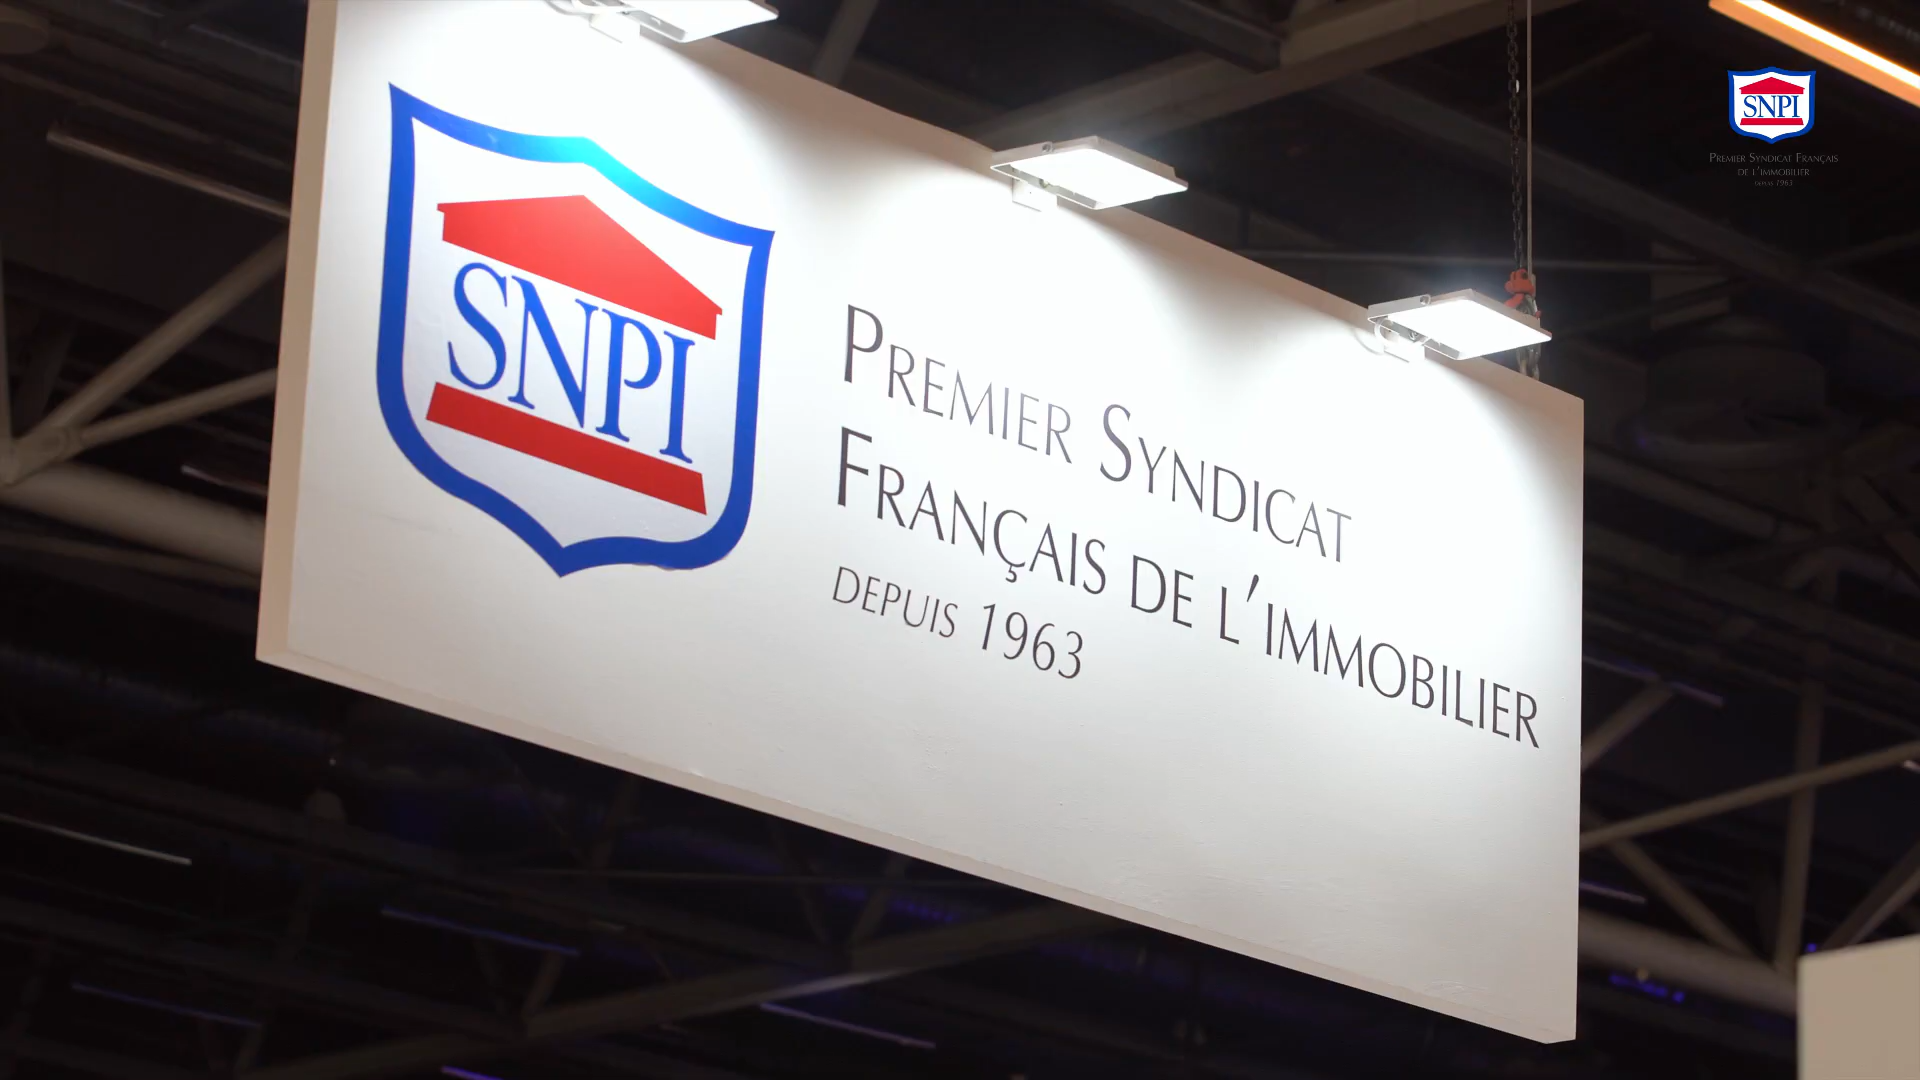 SNPI
Premier Syndicat
Français de l'immobilier
depuis 1963
SNPI
Premier Syndicat Français
de l'immobilier
depuis 1963